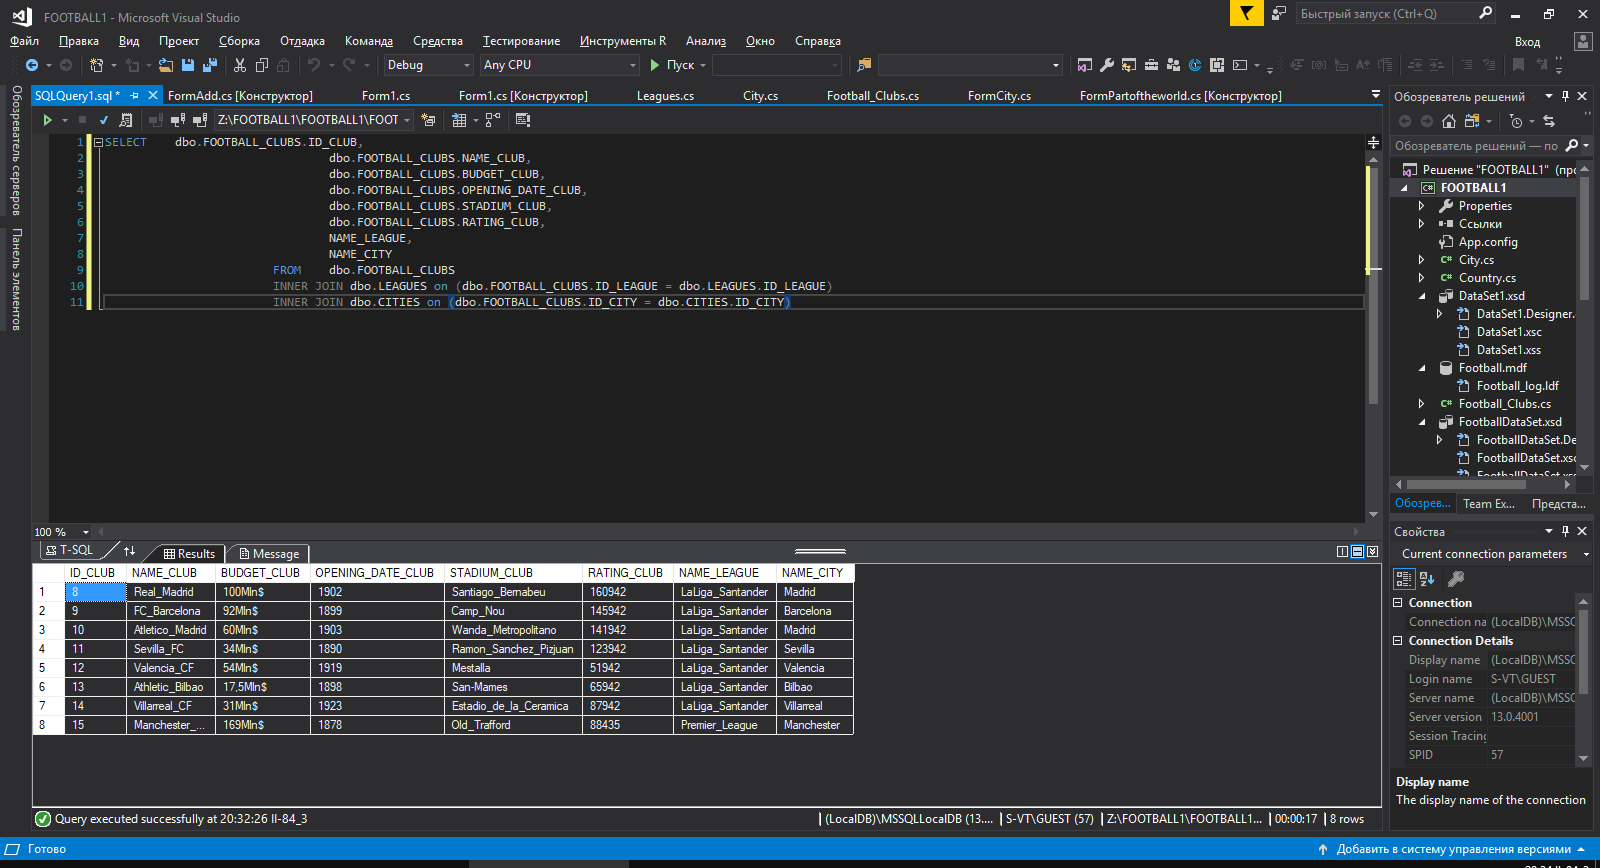 FOOTBALL1 - Microsoft Visual Studio
Быстрый запуск (Ctrl+Q)
Файл Правка Вид Проект Сборка Отладка Команда Средства Тестирование Инструменты R Анализ Окно Справка
Вход
Debug Any CPU Пуск
Обозреватель серверов
Панель элементов
SQLQuery1.sql * FormAdd.cs [Конструктор] Form1.cs Form1.cs [Конструктор] Leagues.cs City.cs Football_Clubs.cs FormCity.cs FormPartoftheworld.cs [Конструктор]
Z:\FOOTBALL1\FOOTBALL1\FOOT
1 SELECT dbo.FOOTBALL_CLUBS.ID_CLUB,
2 dbo.FOOTBALL_CLUBS.NAME_CLUB,
3 dbo.FOOTBALL_CLUBS.BUDGET_CLUB,
4 dbo.FOOTBALL_CLUBS.OPENING_DATE_CLUB,
5 dbo.FOOTBALL_CLUBS.STADIUM_CLUB,
6 dbo.FOOTBALL_CLUBS.RATING_CLUB,
7 NAME_LEAGUE,
8 NAME_CITY
9 FROM dbo.FOOTBALL_CLUBS
10 INNER JOIN dbo.LEAGUES on (dbo.FOOTBALL_CLUBS.ID_LEAGUE = dbo.LEAGUES.ID_LEAGUE)
11 INNER JOIN dbo.CITIES on (dbo.FOOTBALL_CLUBS.ID_CITY = dbo.CITIES.ID_CITY)
100 %
T-SQL Results Message
ID_CLUB NAME_CLUB BUDGET_CLUB OPENING_DATE_CLUB STADIUM_CLUB RATING_CLUB NAME_LEAGUE NAME_CITY
1 8 Real_Madrid 100Mln$ 1902 Santiago_Bernabeu 160942 LaLiga_Santander Madrid
2 9 FC_Barcelona 92Mln$ 1899 Camp_Nou 145942 LaLiga_Santander Barcelona
3 10 Atletico_Madrid 60Mln$ 1903 Wanda_Metropolitano 141942 LaLiga_Santander Madrid
4 11 Sevilla_FC 34Mln$ 1890 Ramon_Sanchez_Pizjuan 123942 LaLiga_Santander Sevilla
5 12 Valencia_CF 54Mln$ 1919 Mestalla 51942 LaLiga_Santander Valencia
6 13 Athletic_Bilbao 17,5Mln$ 1898 San-Mames 65942 LaLiga_Santander Bilbao
7 14 Villarreal_CF 31Mln$ 1923 Estadio_de_la_Ceramica 87942 LaLiga_Santander Villarreal
8 15 Manchester_... 169Mln$ 1878 Old_Trafford 88435 Premier_League Manchester
Query executed successfully at 20:32:26 II-84_3
(LocalDB)\MSSQLLocalDB (13.... S-VT\GUEST (57) Z:\FOOTBALL1\FOOTBALL1... 00:00:17 8 rows
Обозреватель решений
Обозреватель решений — по
Решение "FOOTBALL1" (про
C# FOOTBALL1
Properties
Ссылки
App.config
C# City.cs
C# Country.cs
DataSet1.xsd
DataSet1.Designer.
DataSet1.xsc
DataSet1.xss
Football.mdf
Football_log.ldf
C# Football_Clubs.cs
FootballDataSet.xsd
FootballDataSet.De
FootballDataSet.xsc
FootballDataSet.xss
Обозрев... Team Ex... Предста...
Свойства
Current connection parameters
Connection
Connection na (LocalDB)\MSSC
Connection Details
Display name (LocalDB)\MSSC
Login name S-VT\GUEST
Server name (LocalDB)\MSSC
Server version 13.0.4001
Session Tracing
SPID 57
Display name
The display name of the connection
Готово
Добавить в систему управления версиями